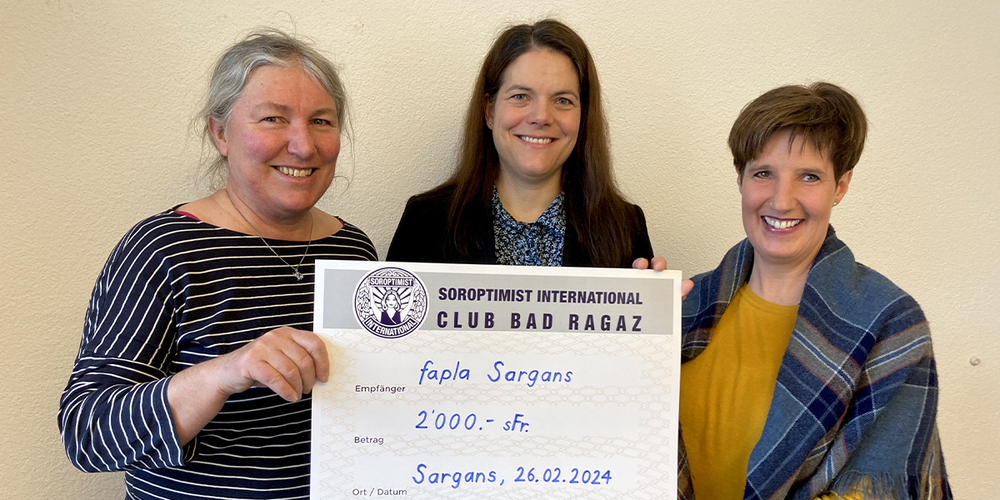 SOROPTIMIST
INTERNATIONAL
SOROPTIMIST INTERNATIONAL
CLUB BAD RAGAZ
fapla Sargans
Empfänger
2'000.- sFr.
Betrag
Sargans, 26.02.2024
Ort / Datum